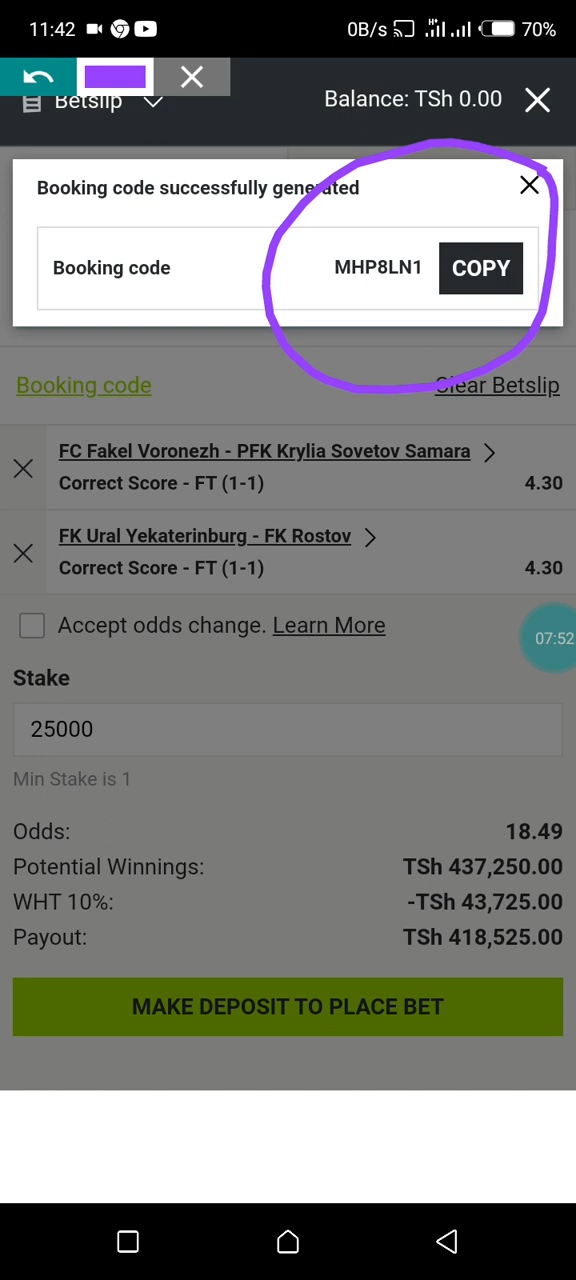 11:42 0B/s H+ 70%
Betslip Balance: TSh 0.00
Booking code successfully generated
Booking code MHP8LN1 COPY
Booking code Clear Betslip
FC Fakel Voronezh - PFK Krylia Sovetov Samara
Correct Score - FT (1-1) 4.30
FK Ural Yekaterinburg - FK Rostov
Correct Score - FT (1-1) 4.30
Accept odds change. Learn More
07:52
Stake
25000
Min Stake is 1
Odds: 18.49
Potential Winnings: TSh 437,250.00
WHT 10%: -TSh 43,725.00
Payout: TSh 418,525.00
MAKE DEPOSIT TO PLACE BET